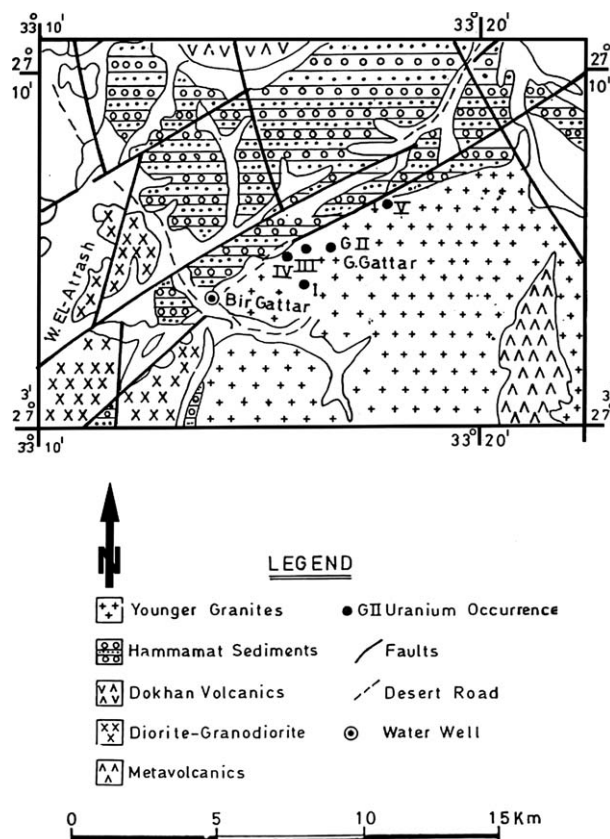 33° 10' 33° 20'
27° 10' 27° 10'
V
G II
IV III G.Gattar
I
W. EL-Atrash
Bir Gattar
27° 3' 27° 3'
33° 10' 33° 20'
N
LEGEND
Younger Granites
GII Uranium Occurrence
Hammamat Sediments
Faults
Dokhan Volcanics
Desert Road
Diorite-Granodiorite
Water Well
Metavolcanics
0 5 10 15 Km